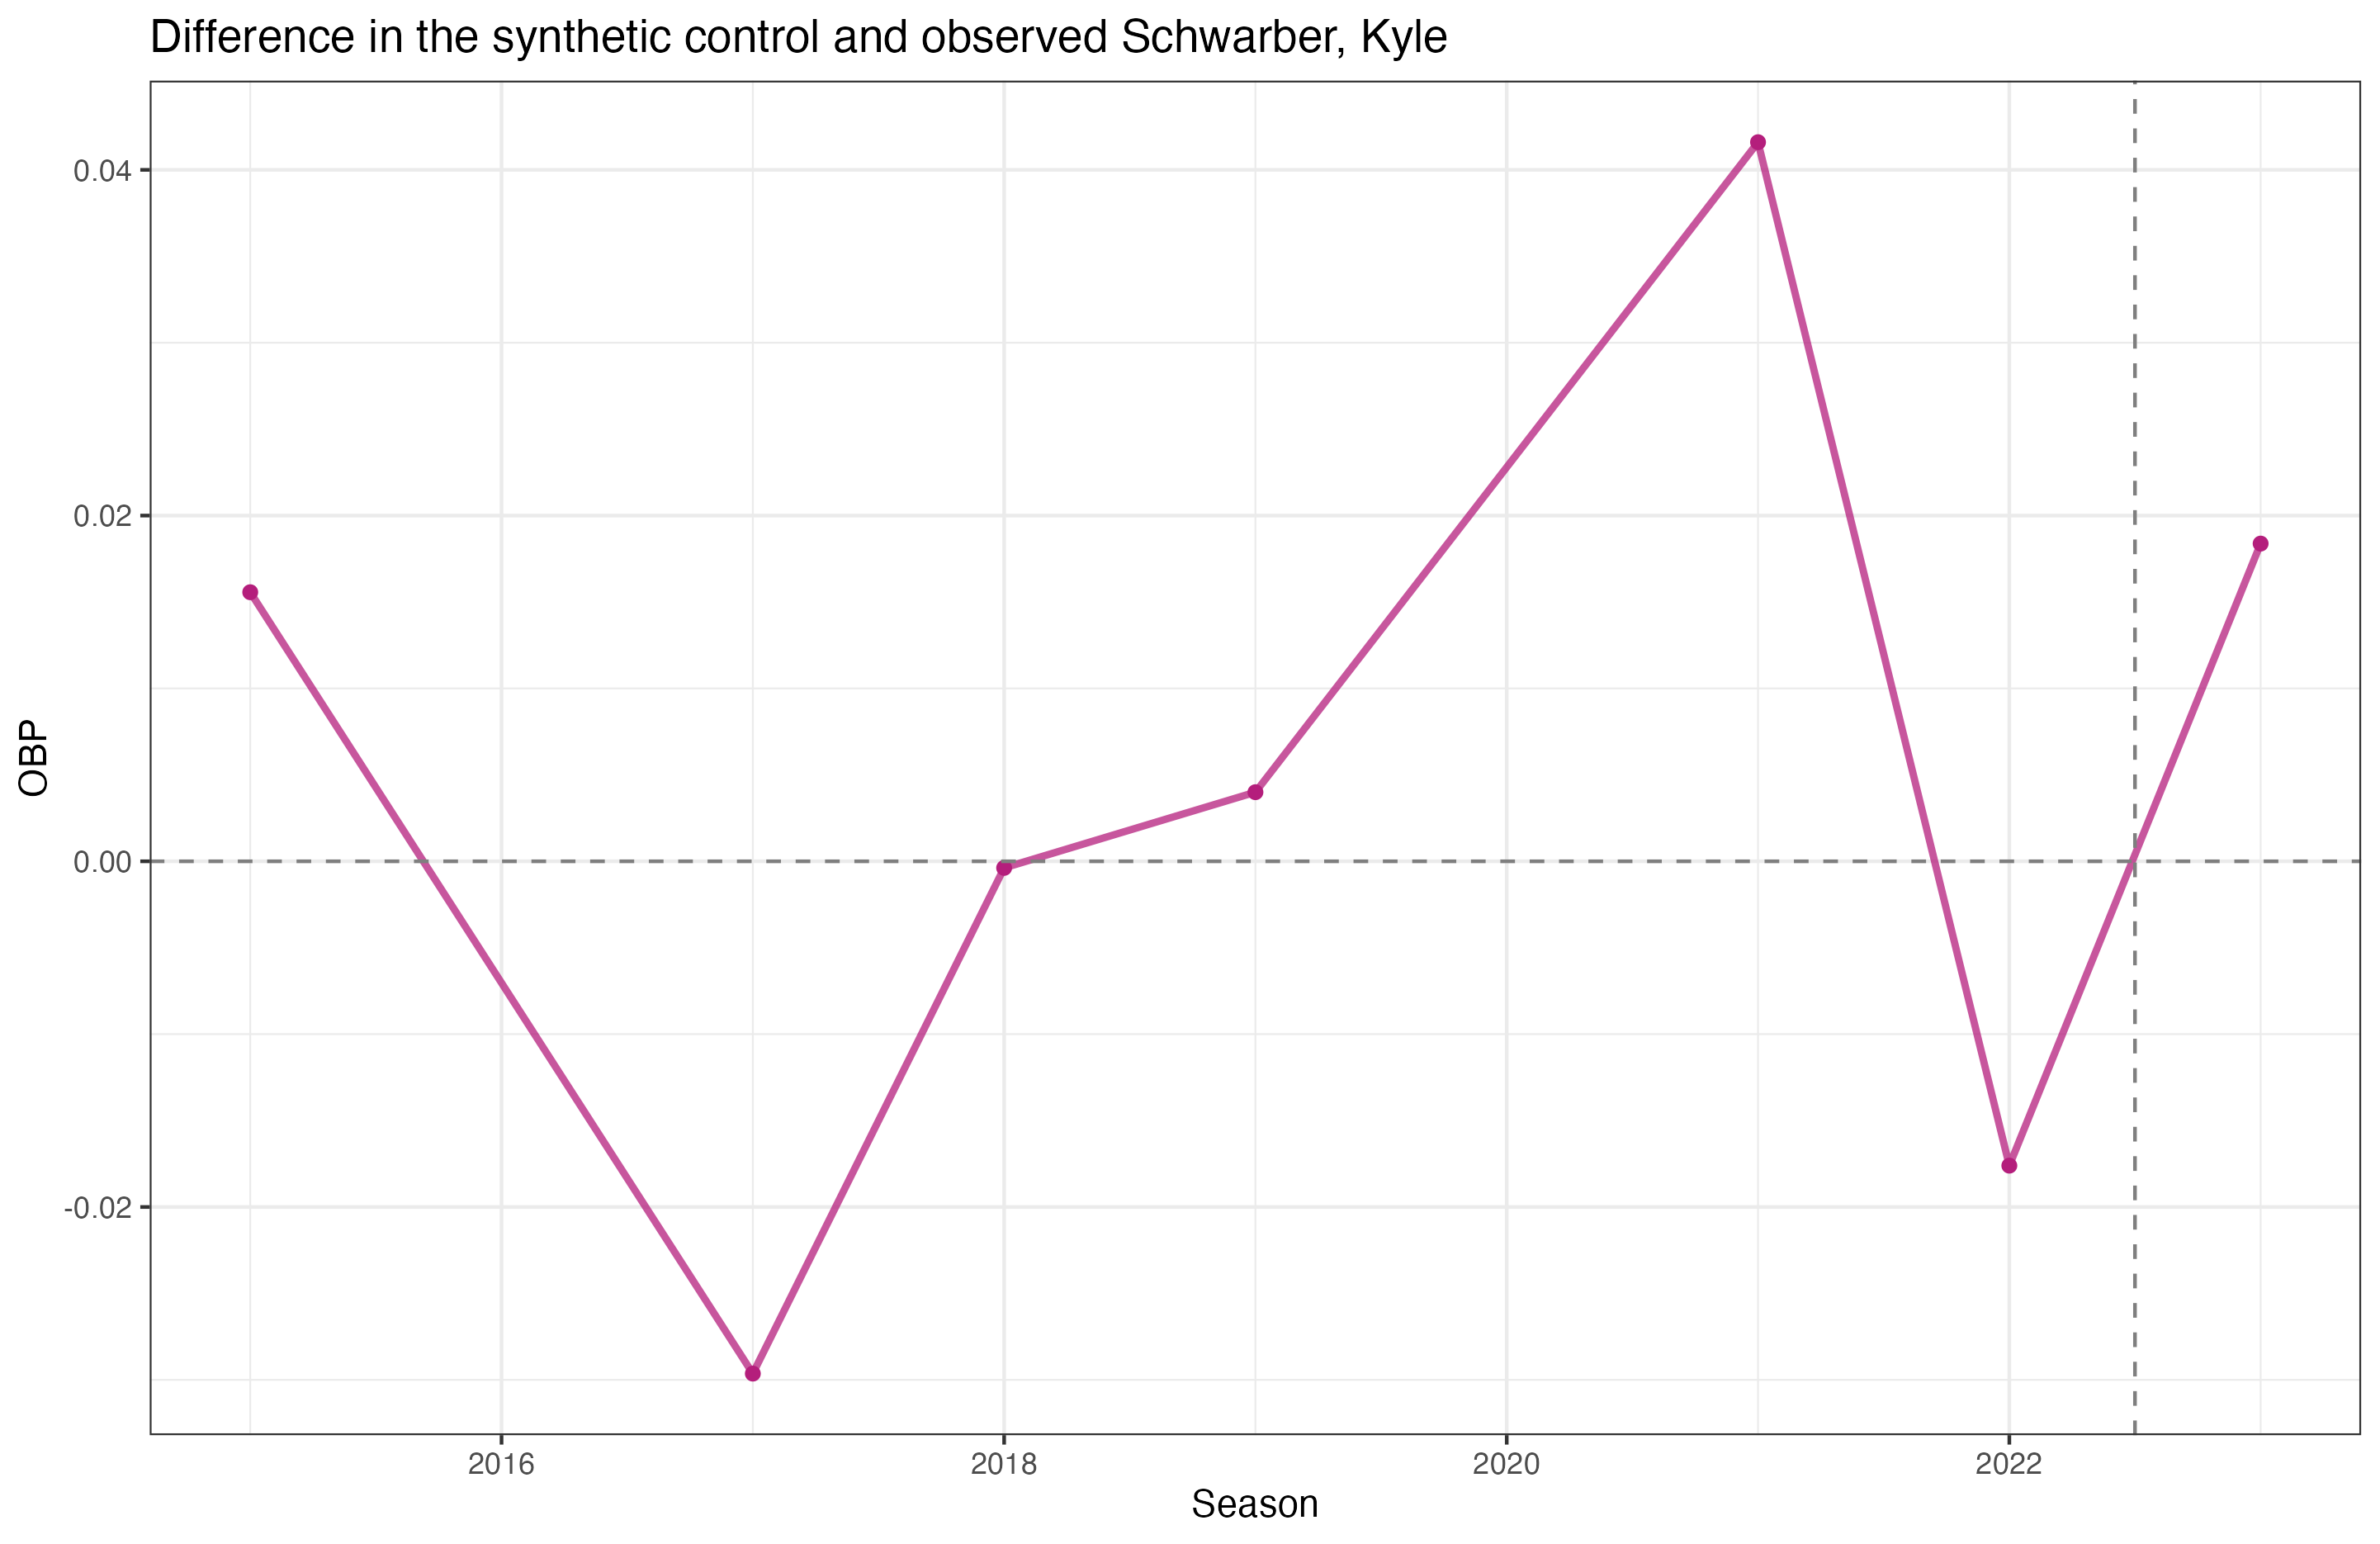 Difference in the synthetic control and observed Schwarber, Kyle
OBP
0.04
0.02
0.00
-0.02
2016 2018 2020 2022
Season